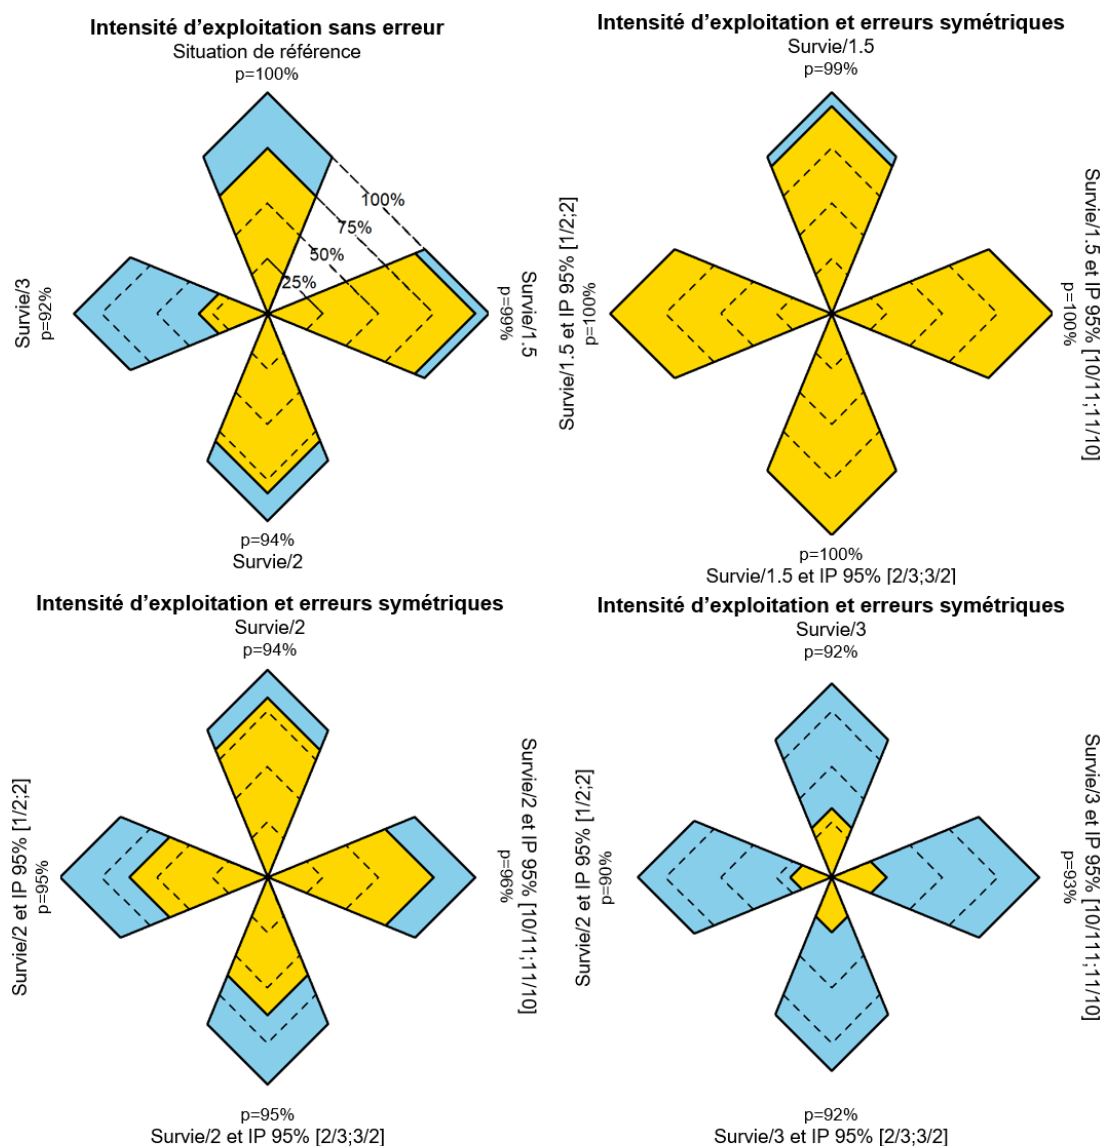 Intensité d'exploitation sans erreur
Situation de référence
p=100%
100%
75%
50%
25%
Survie/3
p=92%
Survie/1.5
p=99%
p=94%
Survie/2
Intensité d'exploitation et erreurs symétriques
Survie/1.5
p=99%
Survie/1.5 et IP 95% [1/2;2]
p=100%
Survie/1.5 et IP 95% [10/11;11/10]
p=100%
p=100%
Survie/1.5 et IP 95% [2/3;3/2]
Intensité d'exploitation et erreurs symétriques
Survie/2
p=94%
Survie/2 et IP 95% [1/2;2]
p=95%
Survie/2 et IP 95% [10/11;11/10]
p=96%
p=95%
Survie/2 et IP 95% [2/3;3/2]
Intensité d'exploitation et erreurs symétriques
Survie/3
p=92%
Survie/2 et IP 95% [1/2;2]
p=90%
Survie/3 et IP 95% [10/111;11/10]
p=93%
p=92%
Survie/3 et IP 95% [2/3;3/2]